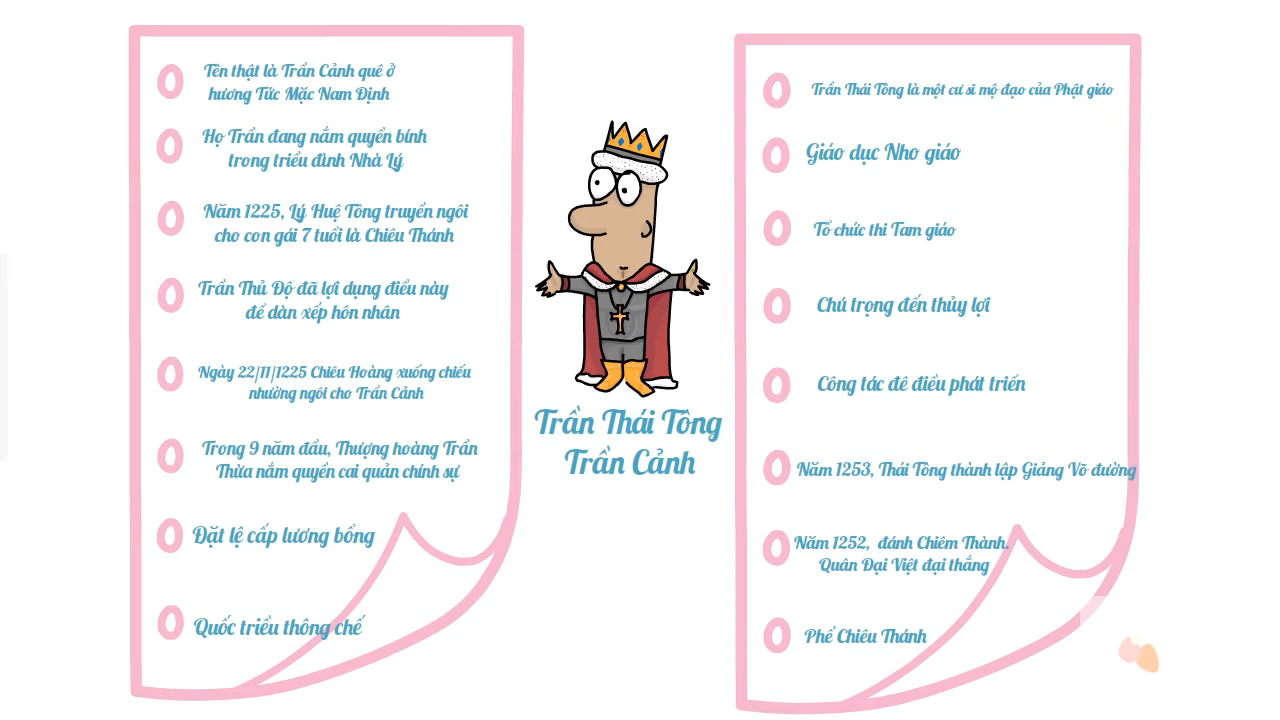 Tên thật là Trần Cảnh quê ở
hương Tức Mặc Nam Định
Họ Trần đang nắm quyền bính
trong triều đình Nhà Lý
Năm 1225, Lý Huệ Tông truyền ngôi
cho con gái 7 tuổi là Chiêu Thánh
Trần Thủ Độ đã lợi dụng điều này
để dàn xếp hôn nhân
Ngày 22/11/1225 Chiêu Hoàng xuống chiếu
nhường ngôi cho Trần Cảnh
Trong 9 năm đầu, Thượng hoàng Trần
Thừa nắm quyền cai quản chính sự
Đặt lệ cấp lương bổng
Quốc triều thông chế
Trần Thái Tông
Trần Cảnh
Trần Thái Tông là một cư sĩ mộ đạo của Phật giáo
Giáo dục Nho giáo
Tổ chức thi Tam giáo
Chú trọng đến thủy lợi
Công tác đê điều phát triển
Năm 1253, Thái Tông thành lập Giảng Võ đường
Năm 1252, đánh Chiêm Thành.
Quân Đại Việt đại thắng
Phế Chiêu Thánh